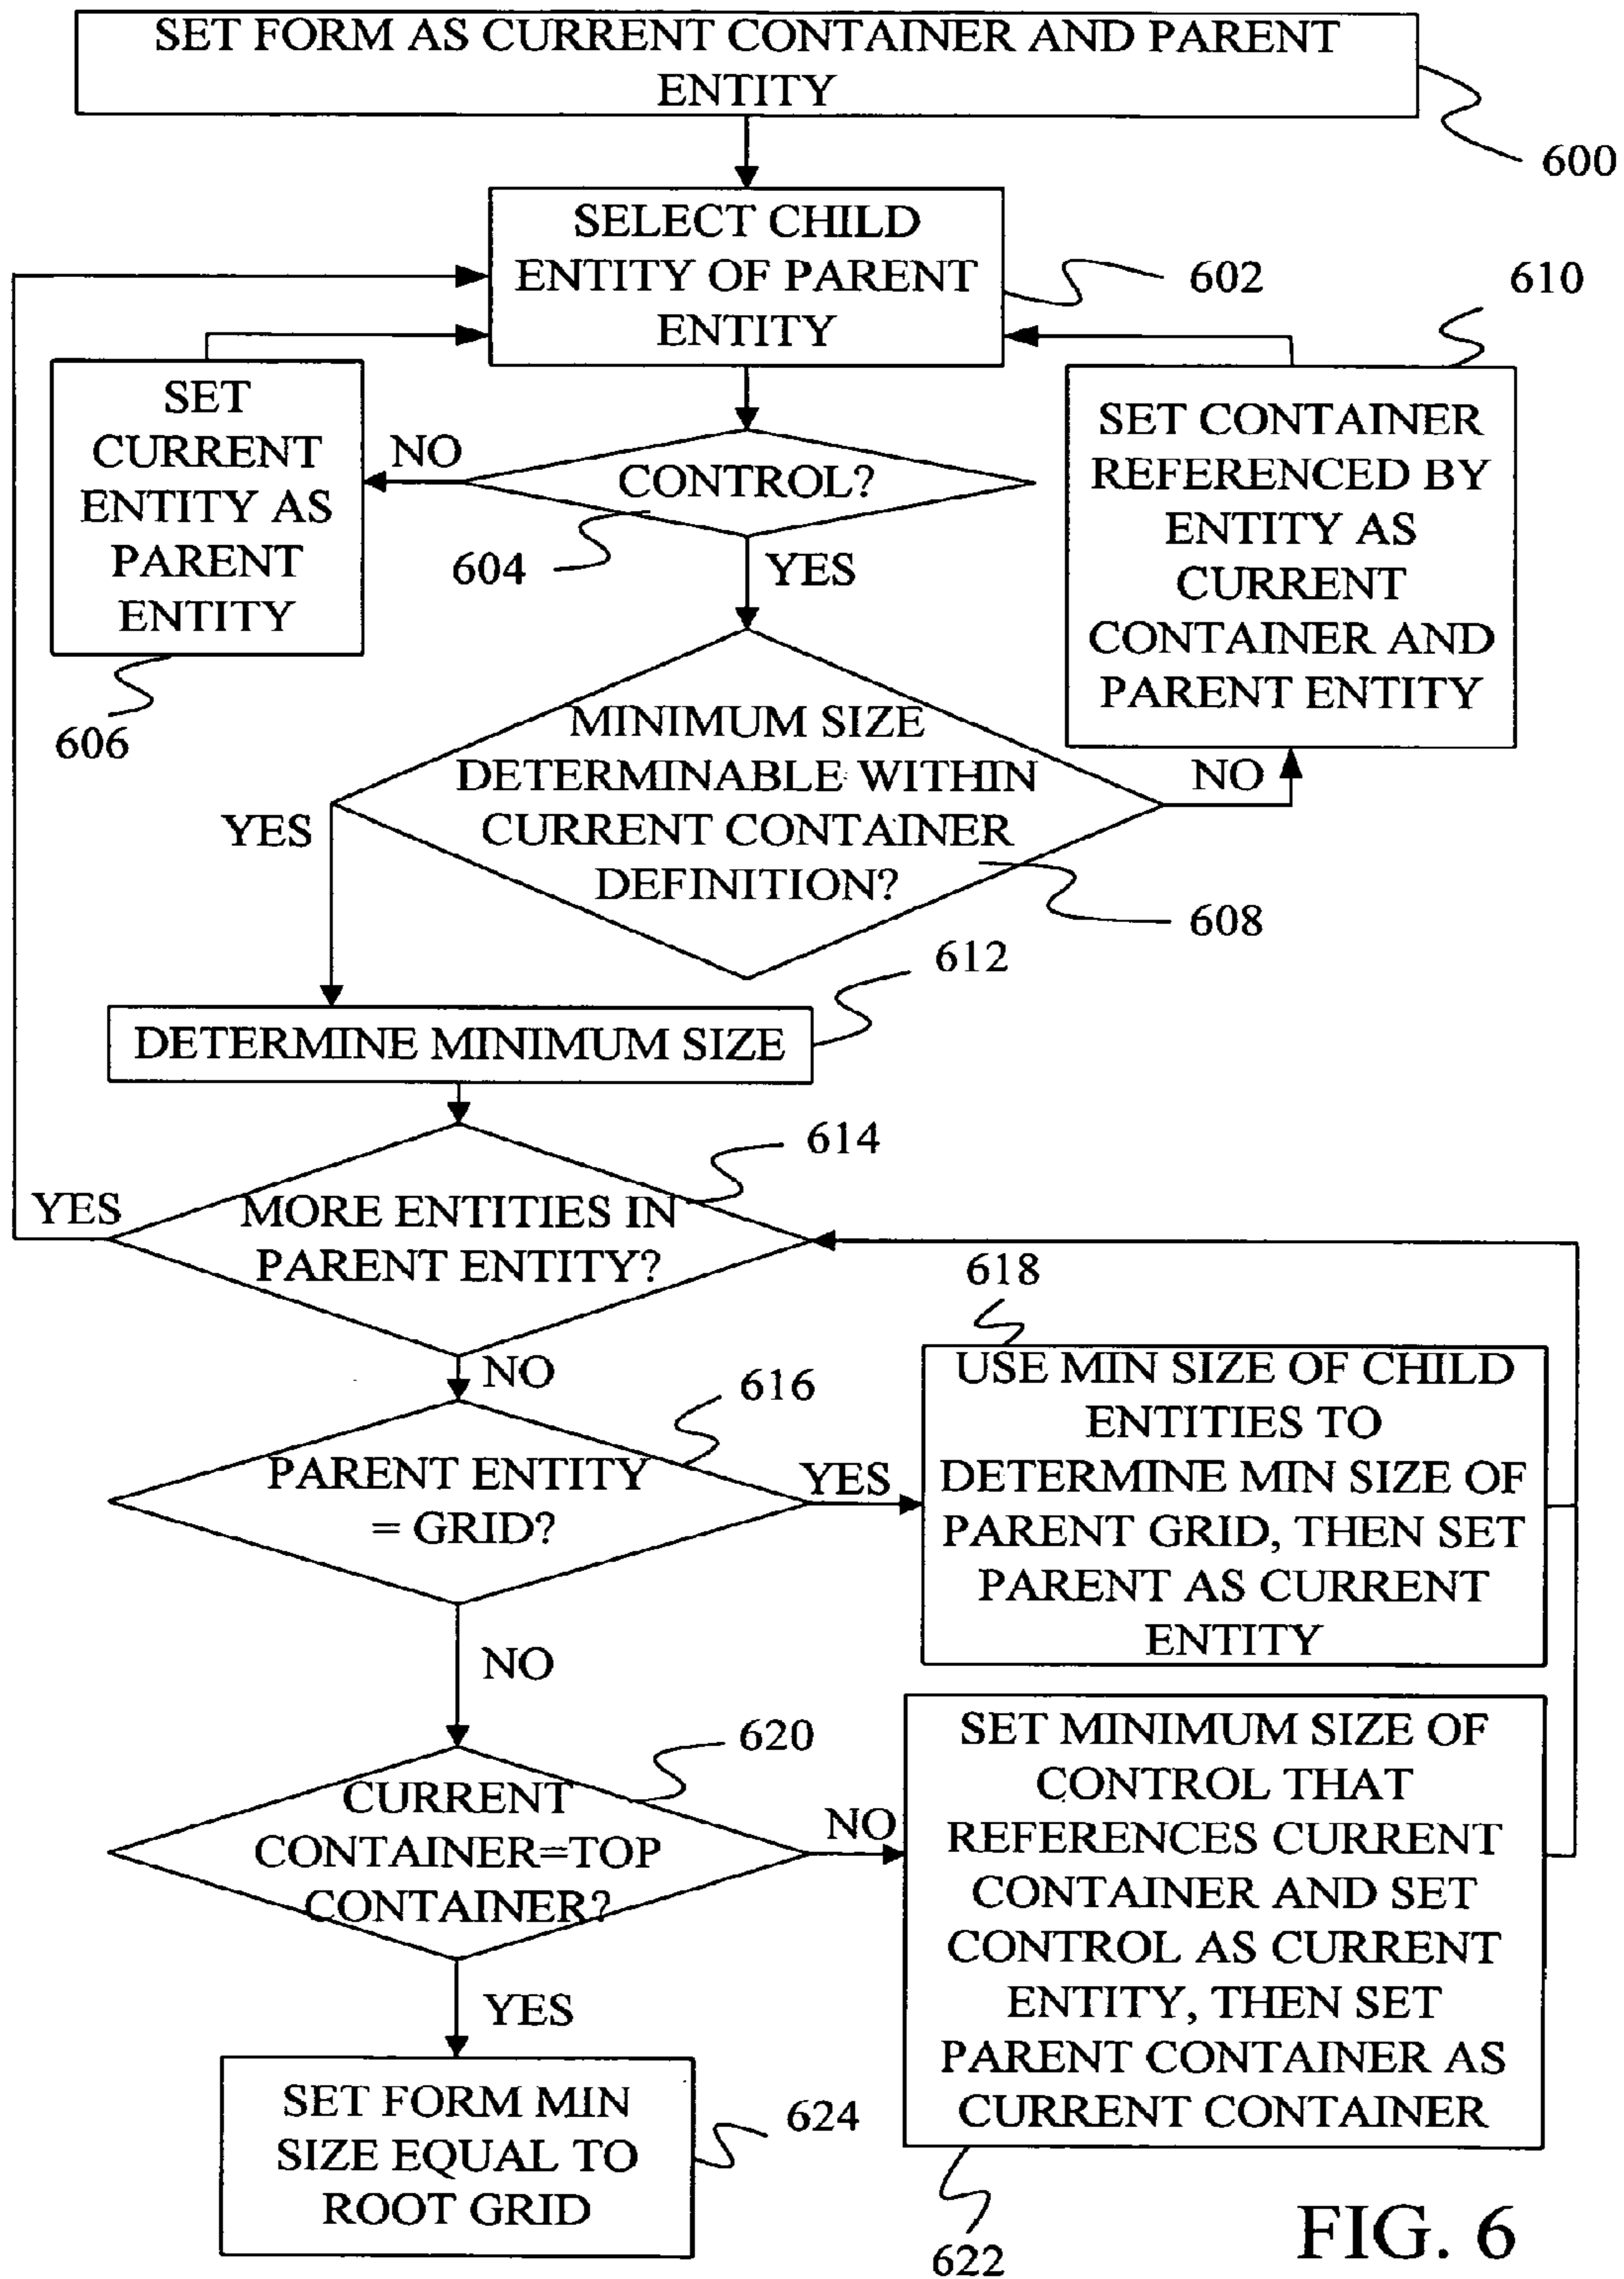 SET FORM AS CURRENT CONTAINER AND PARENT
ENTITY
600
SELECT CHILD
ENTITY OF PARENT
ENTITY
602
610
SET
CURRENT
ENTITY AS
PARENT
ENTITY
606
NO
CONTROL?
604
YES
SET CONTAINER
REFERENCED BY
ENTITY AS
CURRENT
CONTAINER AND
PARENT ENTITY
MINIMUM SIZE
DETERMINABLE WITHIN
CURRENT CONTAINER
DEFINITION?
NO
YES
608
612
DETERMINE MINIMUM SIZE
614
YES
MORE ENTITIES IN
PARENT ENTITY?
618
NO
616
PARENT ENTITY
= GRID?
YES
USE MIN SIZE OF CHILD
ENTITIES TO
DETERMINE MIN SIZE OF
PARENT GRID, THEN SET
PARENT AS CURRENT
ENTITY
NO
620
CURRENT
CONTAINER=TOP
CONTAINER?
NO
SET MINIMUM SIZE OF
CONTROL THAT
REFERENCES CURRENT
CONTAINER AND SET
CONTROL AS CURRENT
ENTITY, THEN SET
PARENT CONTAINER AS
CURRENT CONTAINER
YES
SET FORM MIN
SIZE EQUAL TO
ROOT GRID
624
622
FIG. 6